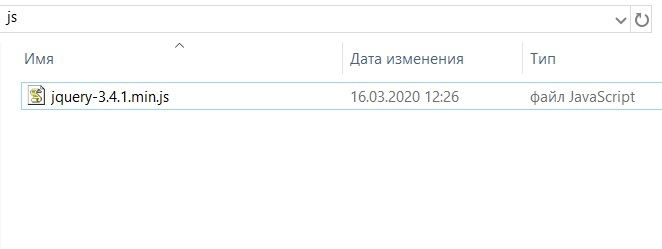 js
Имя Дата изменения Тип
jquery-3.4.1.min.js 16.03.2020 12:26 файл JavaScript